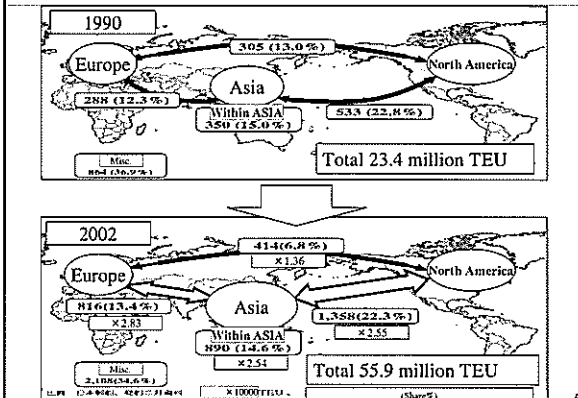 1990
305 (13.0%)
Europe
North America
Asia
288 (12.3%)
533 (22.8%)
Within ASIA
350 (15.0%)
Misc.
864 (36.9%)
Total 23.4 million TEU
2002
414(6.8%)
×1.36
Europe
North America
Asia
816(13.4%)
×2.83
1,358(22.3%)
×2.55
Within ASIA
890 (14.6%)
×2.54
Misc.
Total 55.9 million TEU
×10000TEU
(Share%)